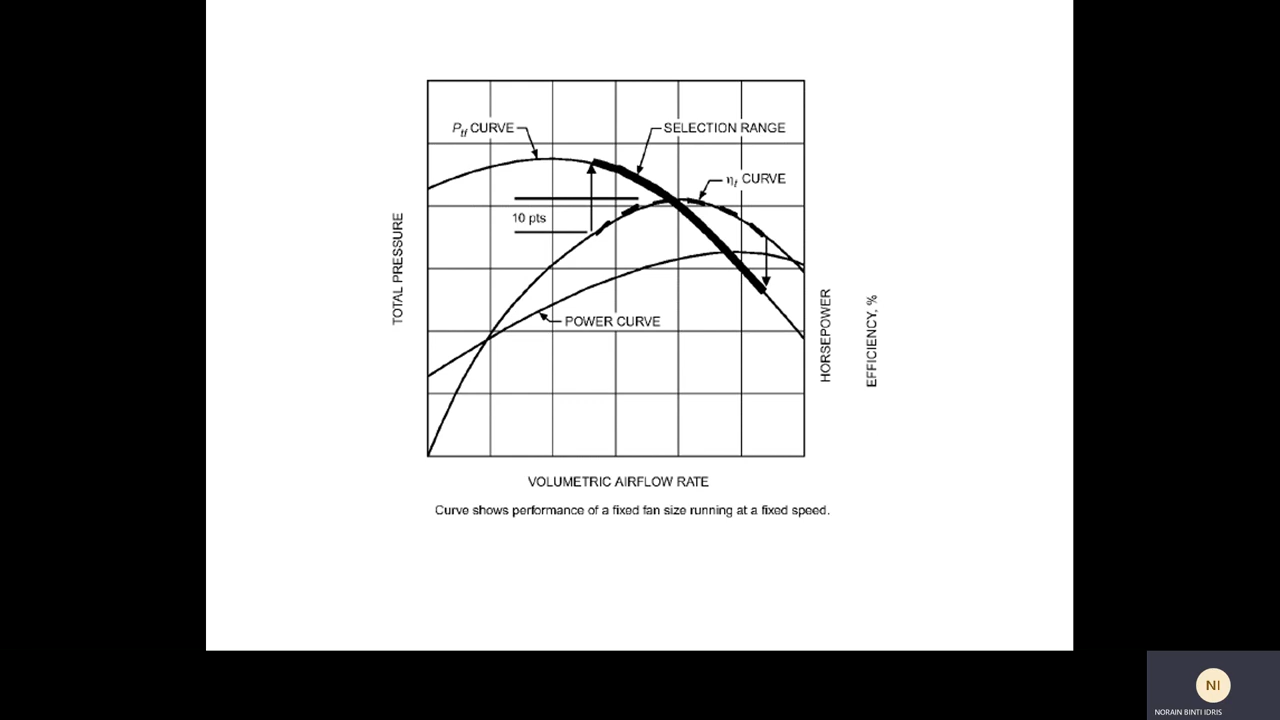 P_tf CURVE
SELECTION RANGE
η_t CURVE
10 pts
TOTAL PRESSURE
POWER CURVE
HORSEPOWER
EFFICIENCY, %
VOLUMETRIC AIRFLOW RATE
Curve shows performance of a fixed fan size running at a fixed speed.
NI
NORAIN BINTI IDRIS